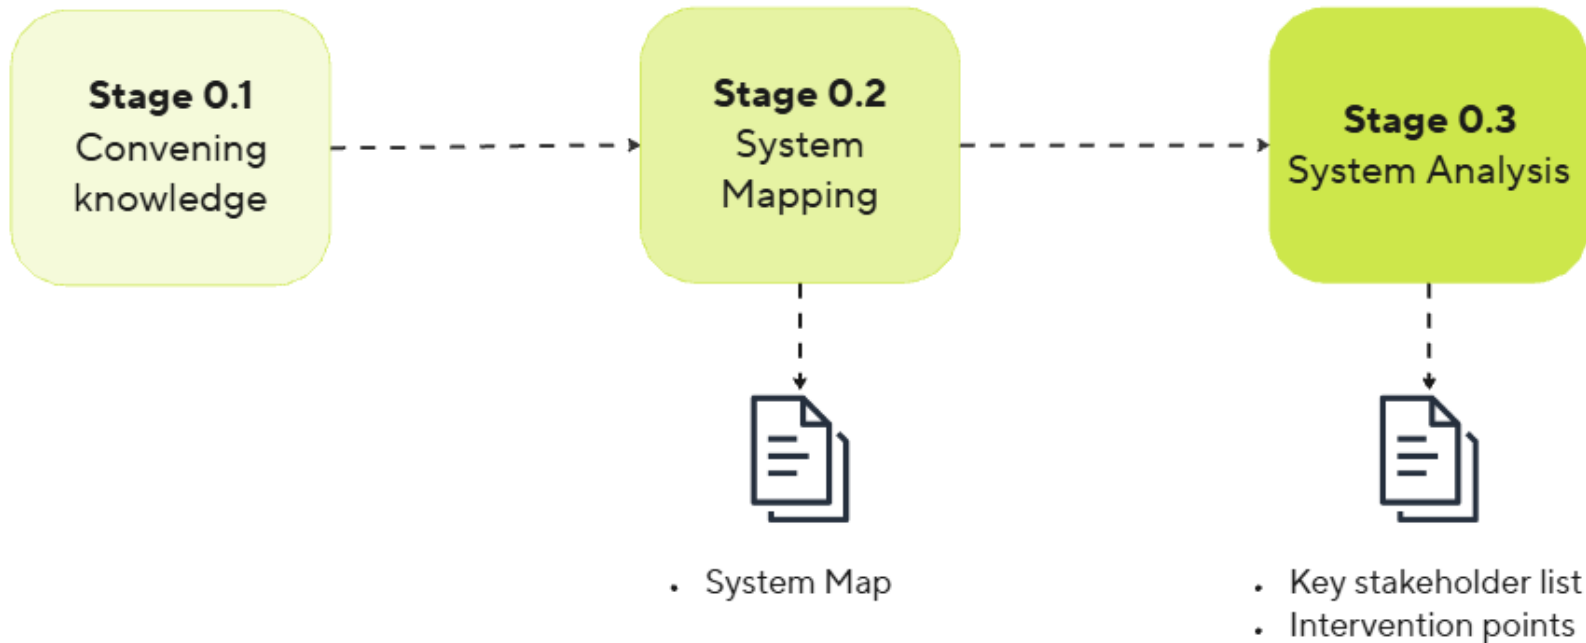 Stage 0.1
Convening
knowledge
Stage 0.2
System
Mapping
Stage 0.3
System Analysis
• System Map
• Key stakeholder list
• Intervention points